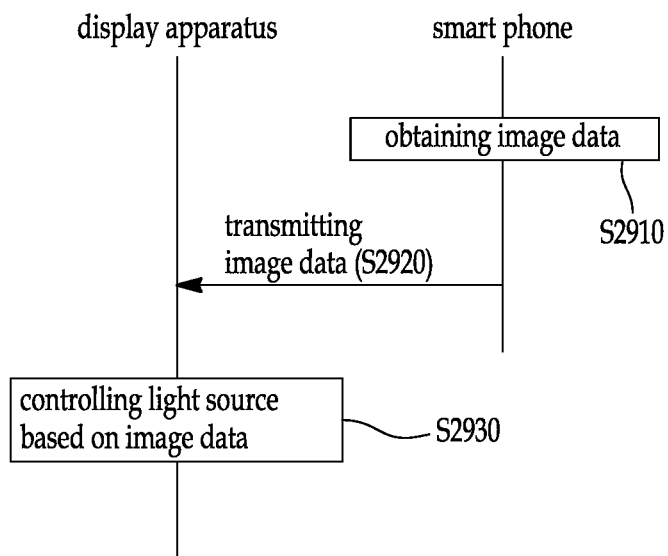 display apparatus
smart phone
obtaining image data
S2910
transmitting
image data (S2920)
controlling light source
based on image data
S2930